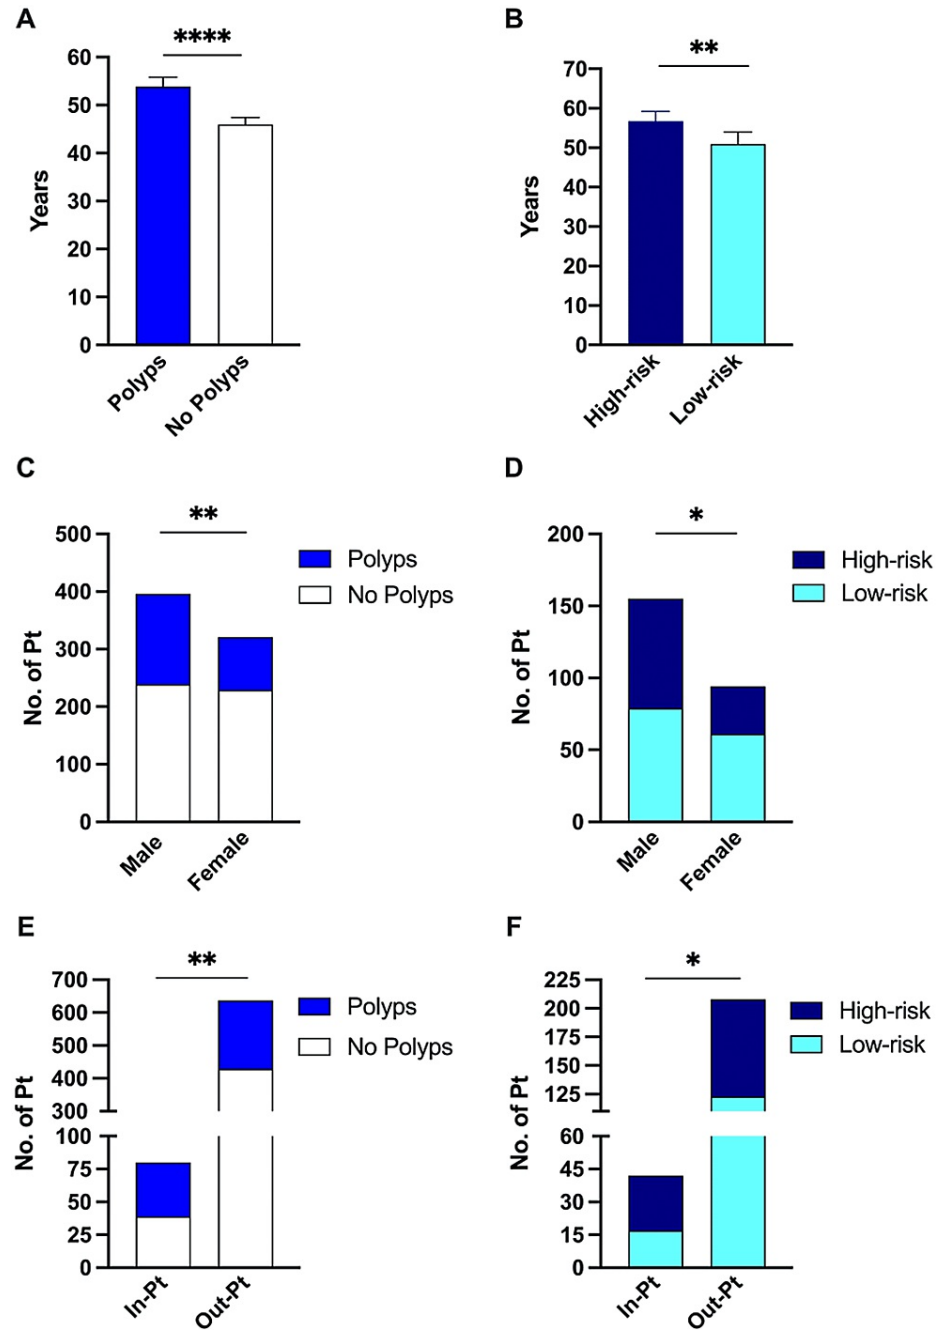 A
****
60
50
40
30
20
10
0
Years
Polyps
No Polyps
B
**
70
60
50
40
30
20
10
0
Years
High-risk
Low-risk
C
**
500
400
300
200
100
0
No. of Pt
Male
Female
Polyps
No Polyps
D
*
200
150
100
50
0
No. of Pt
Male
Female
High-risk
Low-risk
E
**
700
600
500
400
300
100
75
50
25
0
No. of Pt
In-Pt
Out-Pt
Polyps
No Polyps
F
*
225
200
175
150
125
60
45
30
15
0
No. of Pt
In-Pt
Out-Pt
High-risk
Low-risk